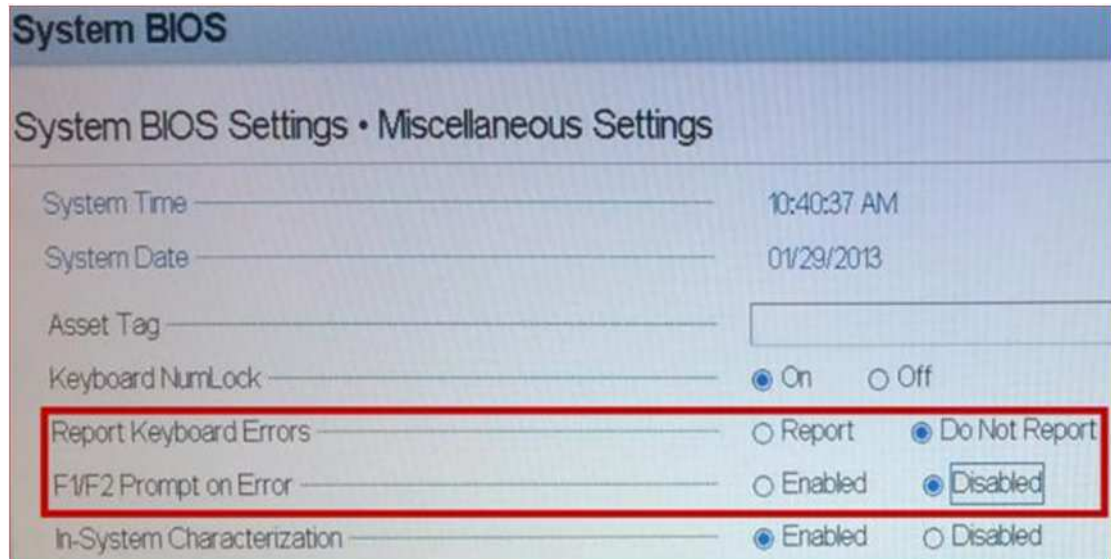 System BIOS
System BIOS Settings • Miscellaneous Settings
System Time 10:40:37 AM
System Date 01/29/2013
Asset Tag
Keyboard NumLock On Off
Report Keyboard Errors Report Do Not Report
F1/F2 Prompt on Error Enabled Disabled
In-System Characterization Enabled Disabled